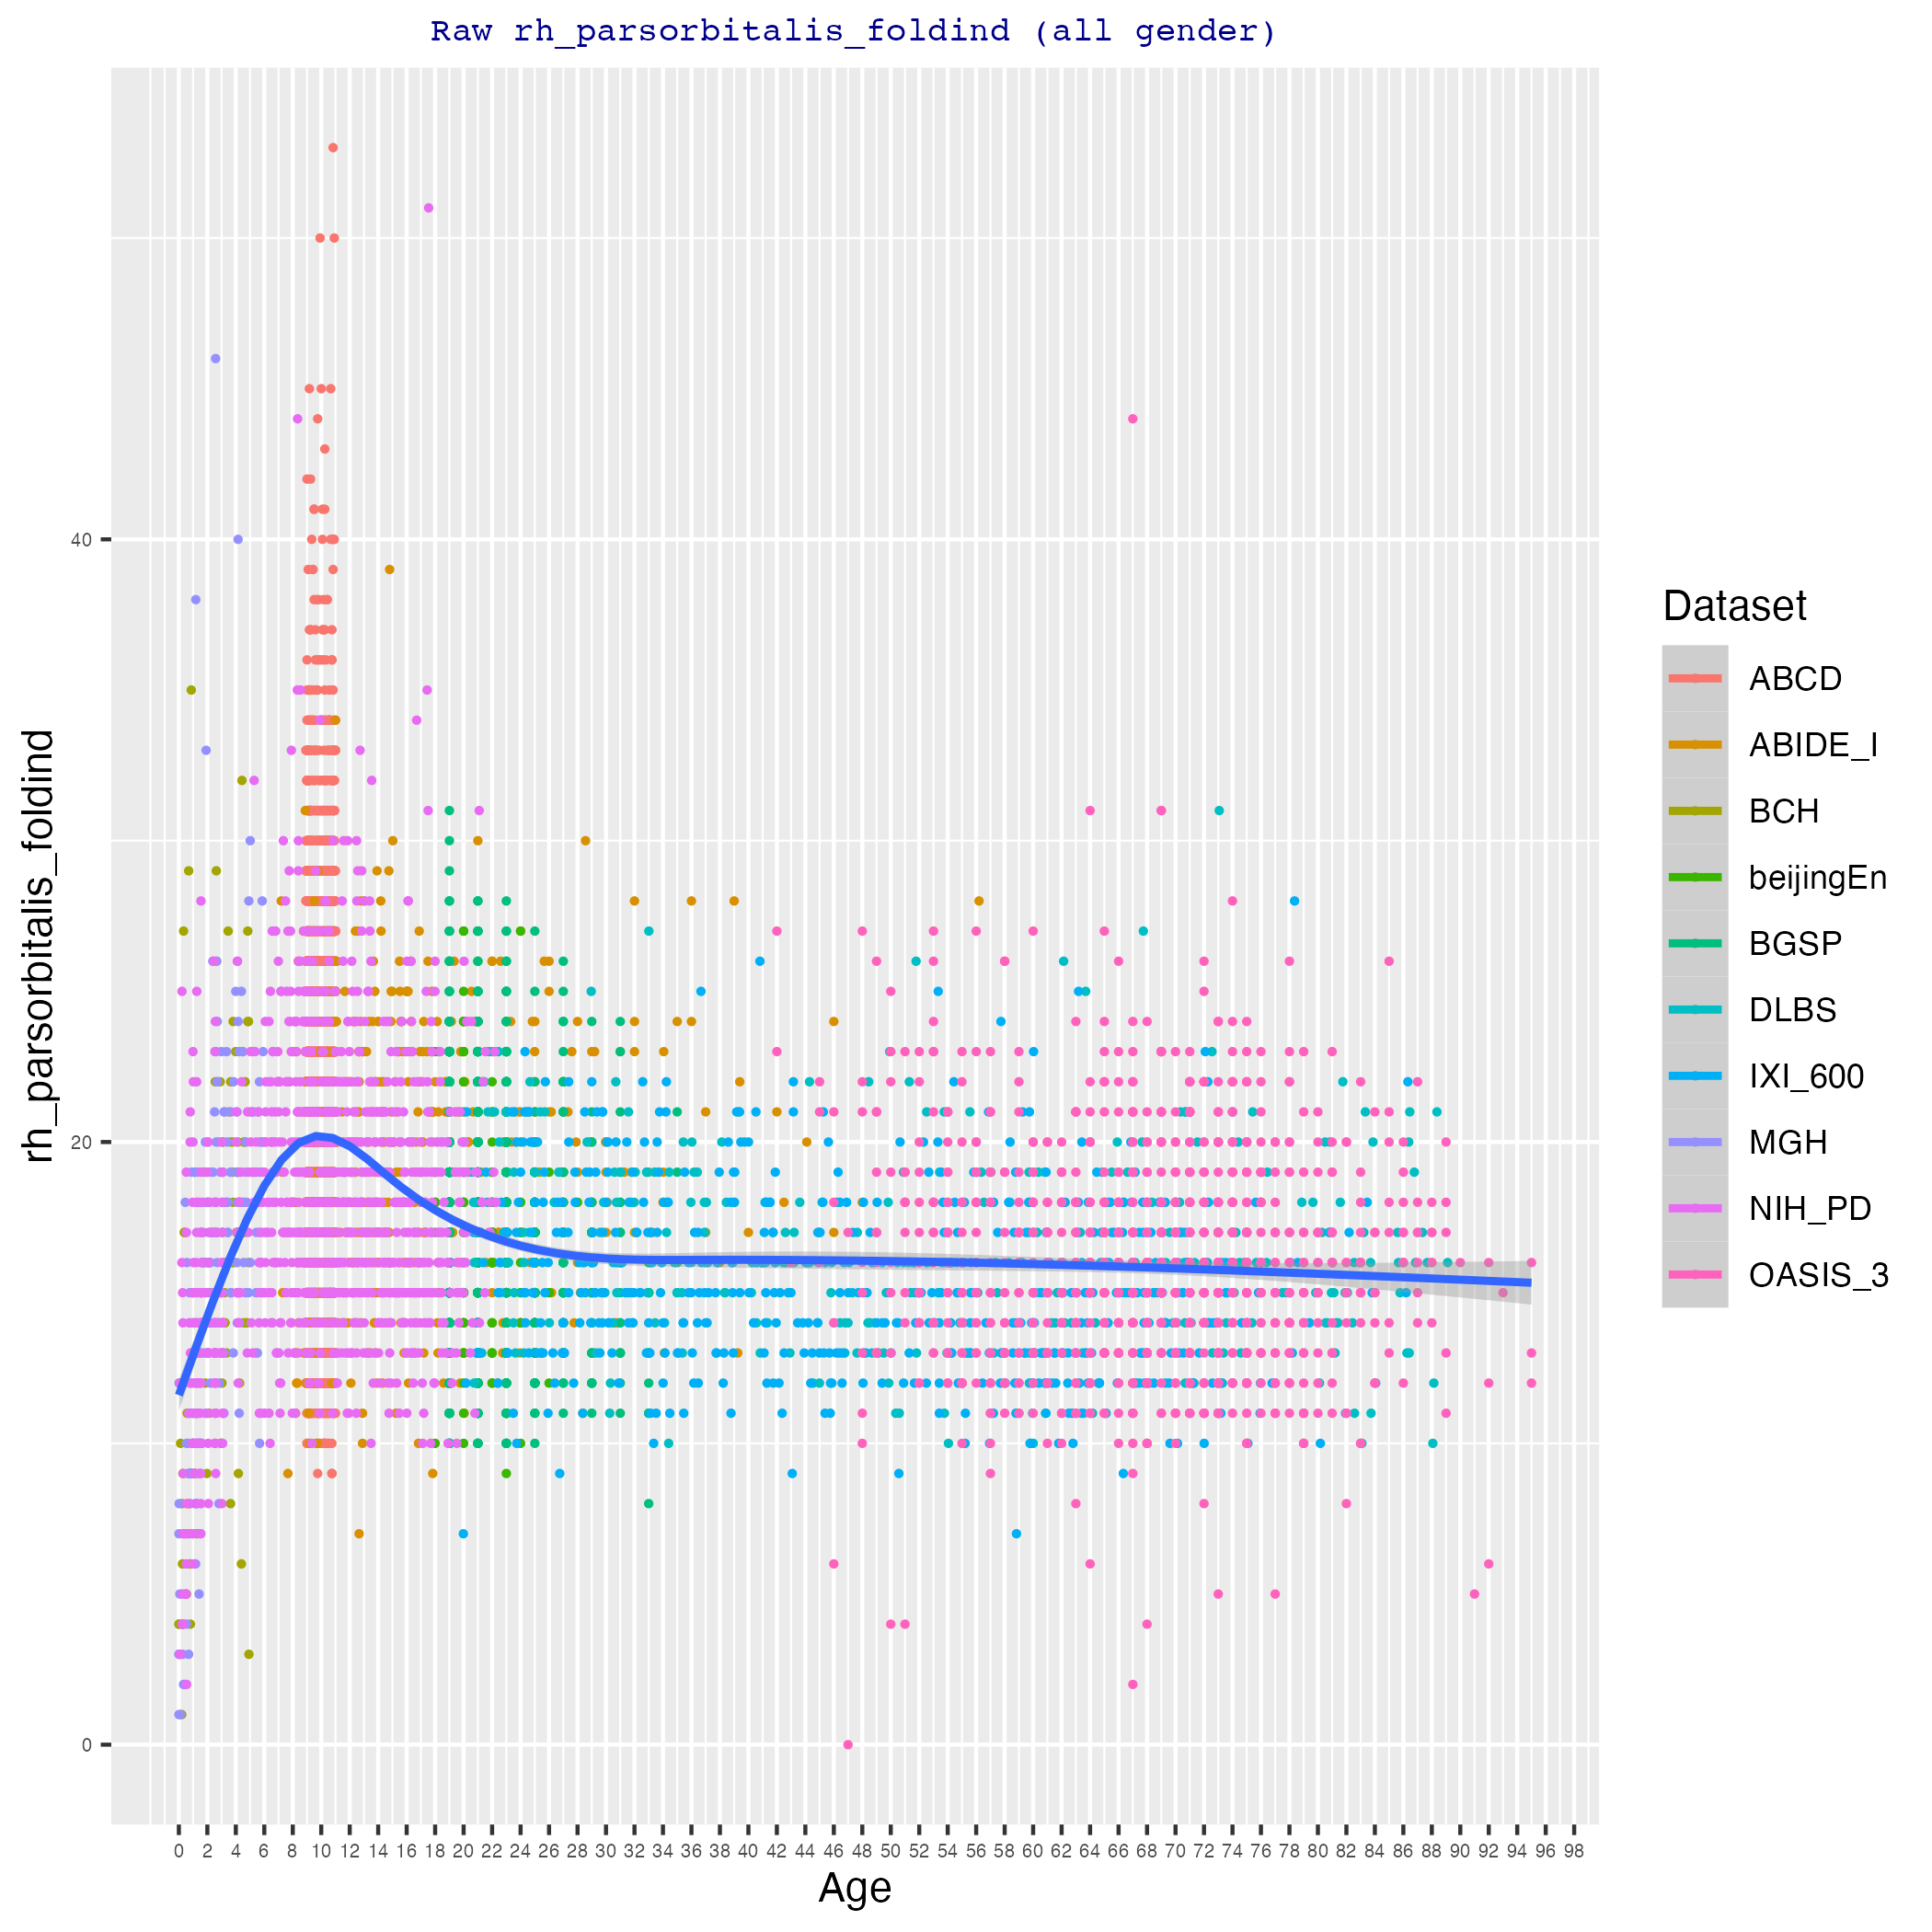 Raw rh_parsorbitalis_foldind (all gender)
rh_parsorbitalis_foldind
40
20
0
0 2 4 6 8 10 12 14 16 18 20 22 24 26 28 30 32 34 36 38 40 42 44 46 48 50 52 54 56 58 60 62 64 66 68 70 72 74 76 78 80 82 84 86 88 90 92 94 96 98
Age
Dataset
ABCD
ABIDE_I
BCH
beijingEn
BGSP
DLBS
IXI_600
MGH
NIH_PD
OASIS_3